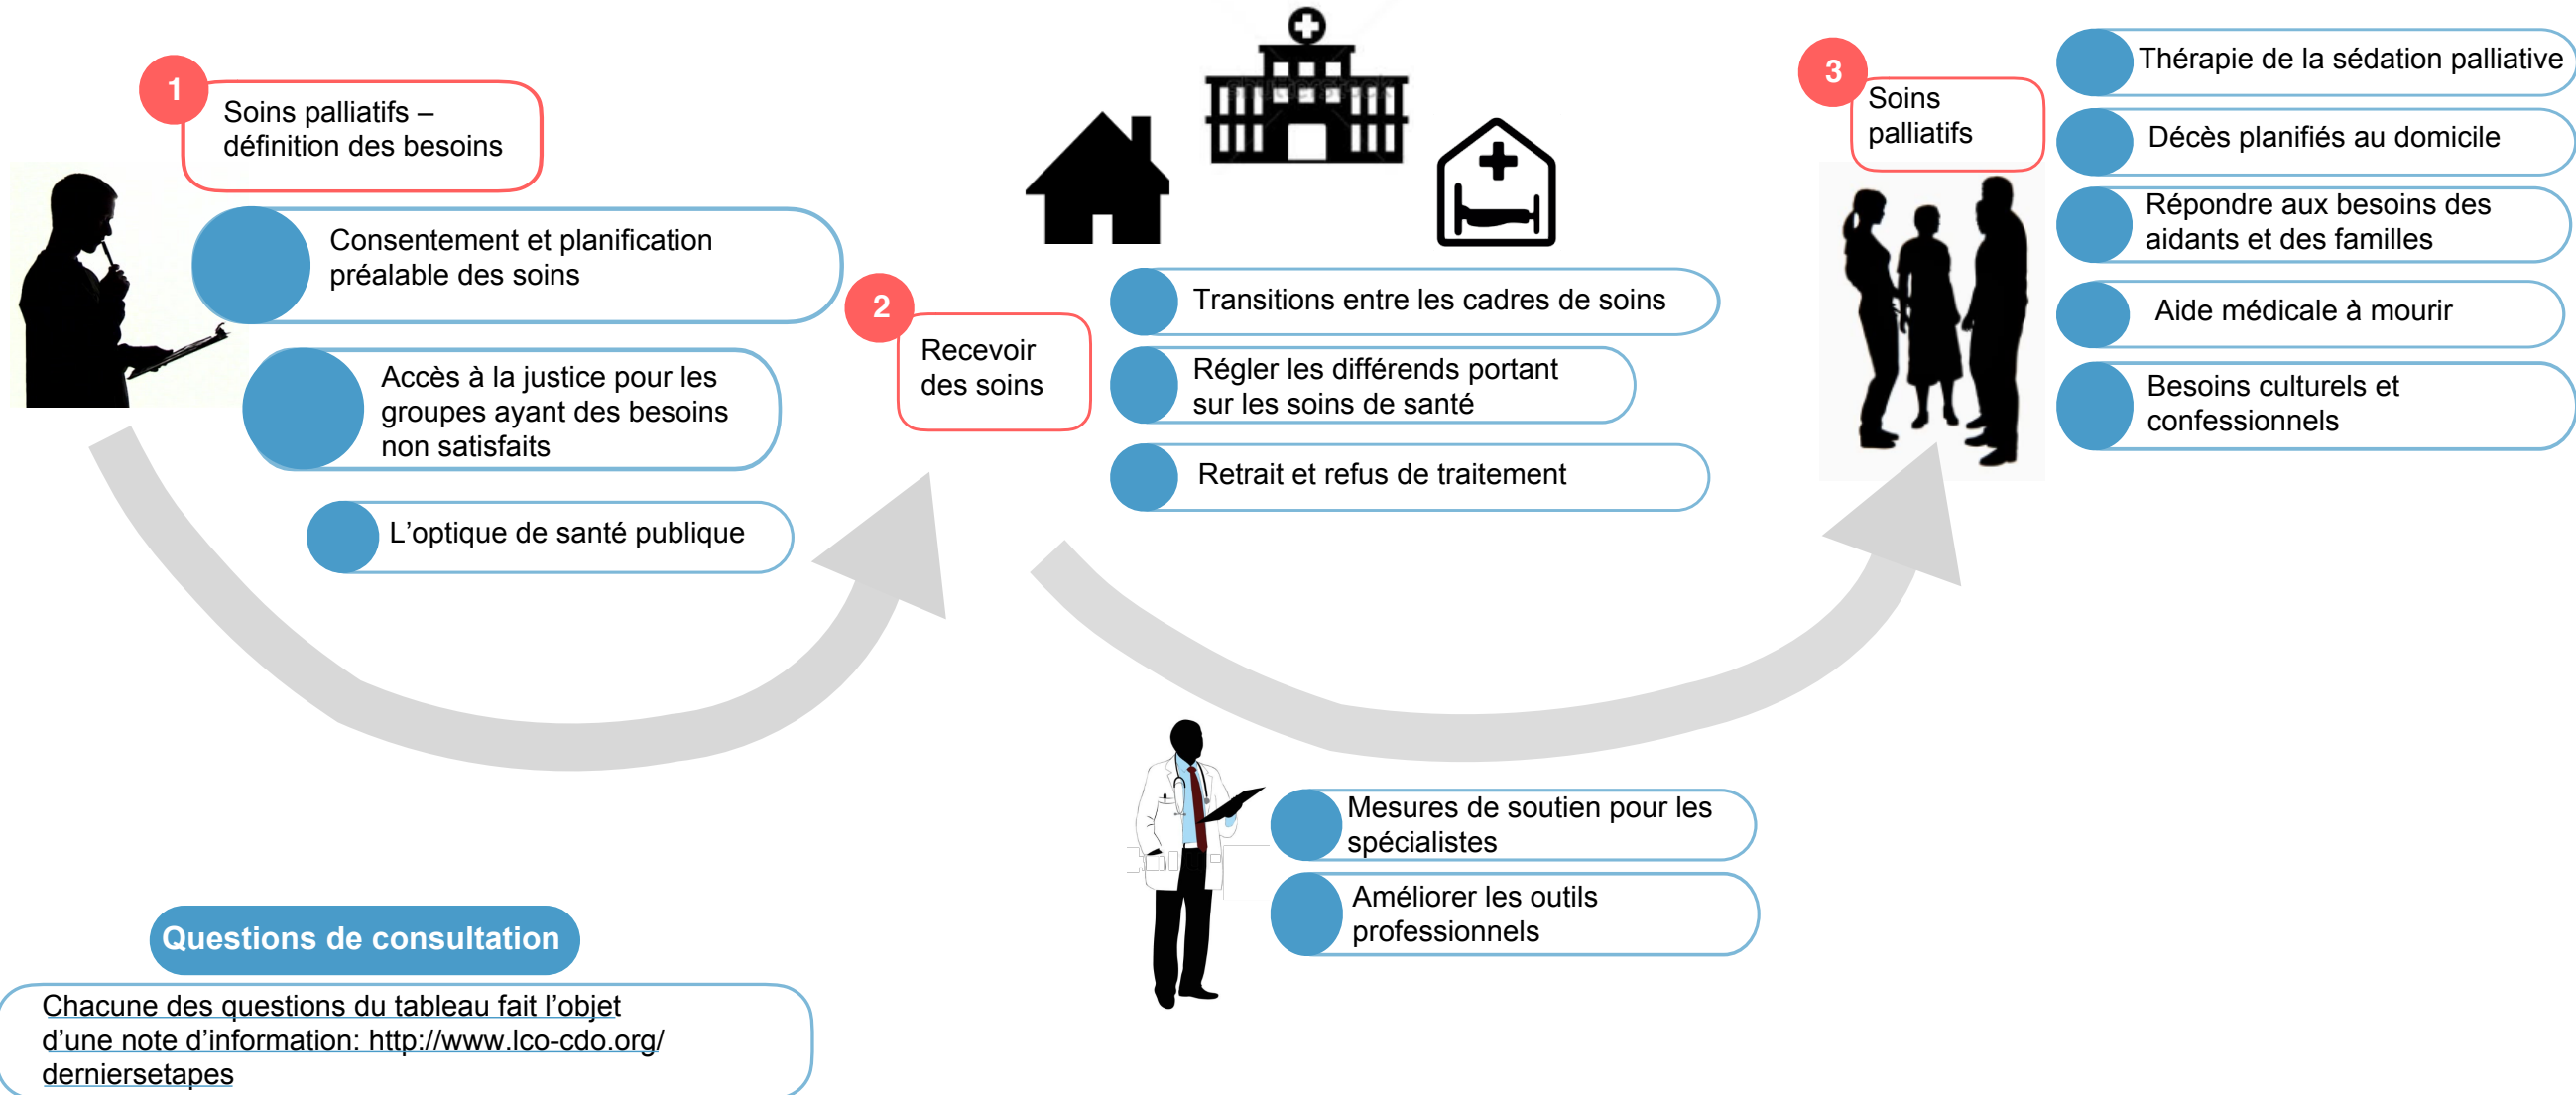 1
Soins palliatifs –
définition des besoins
Consentement et planification
préalable des soins
Accès à la justice pour les
groupes ayant des besoins
non satisfaits
L'optique de santé publique
2
Recevoir
des soins
Transitions entre les cadres de soins
Régler les différends portant
sur les soins de santé
Retrait et refus de traitement
Mesures de soutien pour les
spécialistes
Améliorer les outils
professionnels
3
Soins
palliatifs
Thérapie de la sédation palliative
Décès planifiés au domicile
Répondre aux besoins des
aidants et des familles
Aide médicale à mourir
Besoins culturels et
confessionnels
Questions de consultation
Chacune des questions du tableau fait l'objet
d'une note d'information: http://www.lco-cdo.org/
derniersetapes